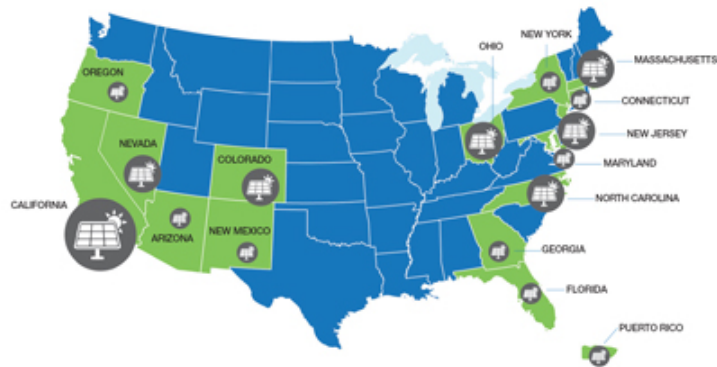 NEW YORK
OHIO
MASSACHUSETTS
OREGON
CONNECTICUT
NEW JERSEY
NEVADA
COLORADO
MARYLAND
NORTH CAROLINA
CALIFORNIA
ARIZONA
NEW MEXICO
GEORGIA
FLORIDA
PUERTO RICO